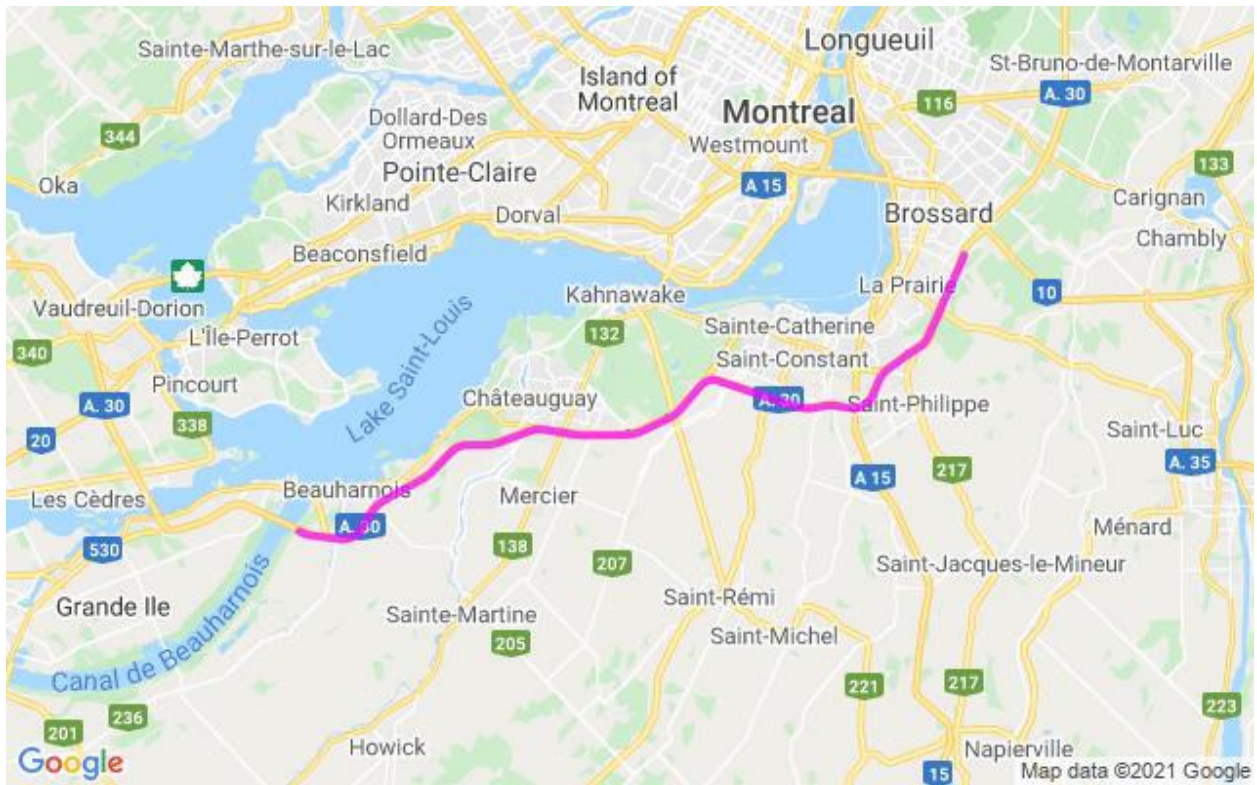 Longueuil
Sainte-Marthe-sur-le-Lac
St-Bruno-de-Montarville
Island of
Montreal
A. 30
116
Montreal
344
Dollard-Des
Ormeaux
Westmount
133
Pointe-Claire
A 15
Oka
Kirkland
Dorval
Brossard
Carignan
Chambly
Beaconsfield
La Prairie
Kahnawake
10
Vaudreuil-Dorion
L'Île-Perrot
132
Sainte-Catherine
340
Lake Saint-Louis
Saint-Constant
Pincourt
Châteauguay
A. 30
A. 30
Saint-Philippe
338
20
Saint-Luc
217
A. 35
A 15
Les Cèdres
Beauharnois
Mercier
A. 30
Ménard
530
138
207
Saint-Jacques-le-Mineur
Grande Ile
Saint-Rémi
Sainte-Martine
205
Saint-Michel
Canal de Beauharnois
221
217
223
236
201
Howick
Napierville
15
Google
Map data ©2021 Google